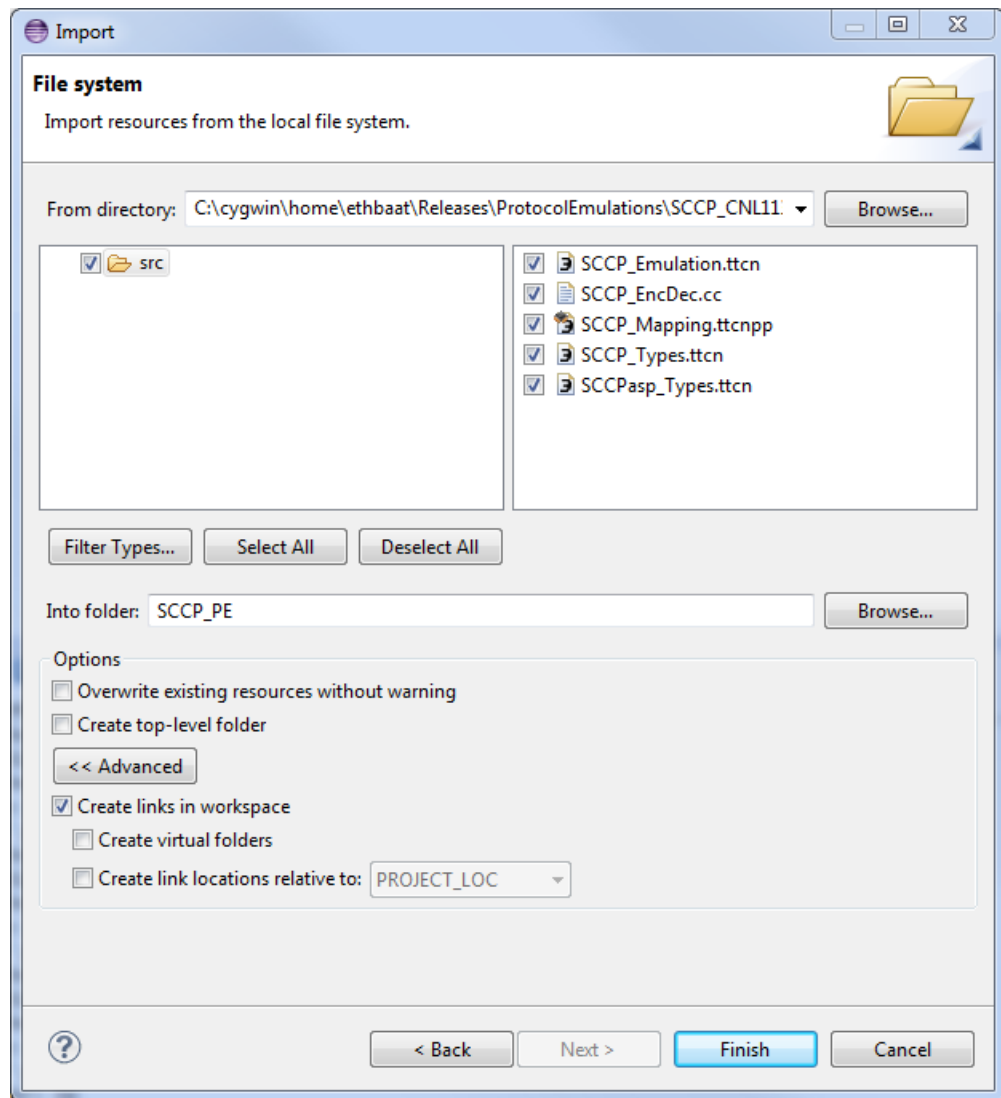 Import
File system
Import resources from the local file system.
From directory: C:\cygwin\home\ethbaat\Releases\ProtocolEmulations\SCCP_CNL11 Browse...
src
SCCP_Emulation.ttcn
SCCP_EncDec.cc
SCCP_Mapping.ttcnpp
SCCP_Types.ttcn
SCCPasp_Types.ttcn
Filter Types... Select All Deselect All
Into folder: SCCP_PE Browse...
Options
Overwrite existing resources without warning
Create top-level folder
<< Advanced
Create links in workspace
Create virtual folders
Create link locations relative to: PROJECT_LOC
? < Back Next > Finish Cancel